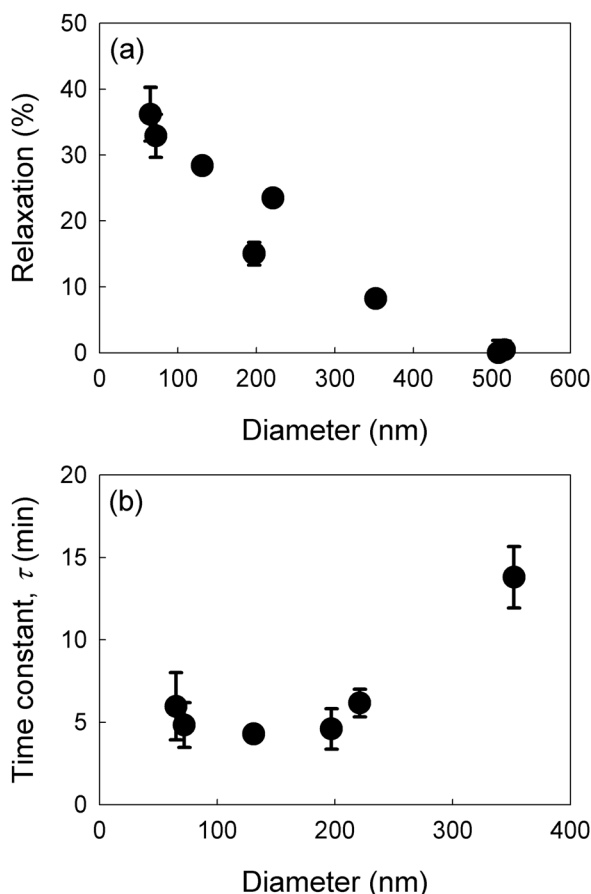 (a)
Relaxation (%)
50
40
30
20
10
0
0 100 200 300 400 500 600
Diameter (nm)
(b)
Time constant, τ (min)
20
15
10
5
0
0 100 200 300 400
Diameter (nm)